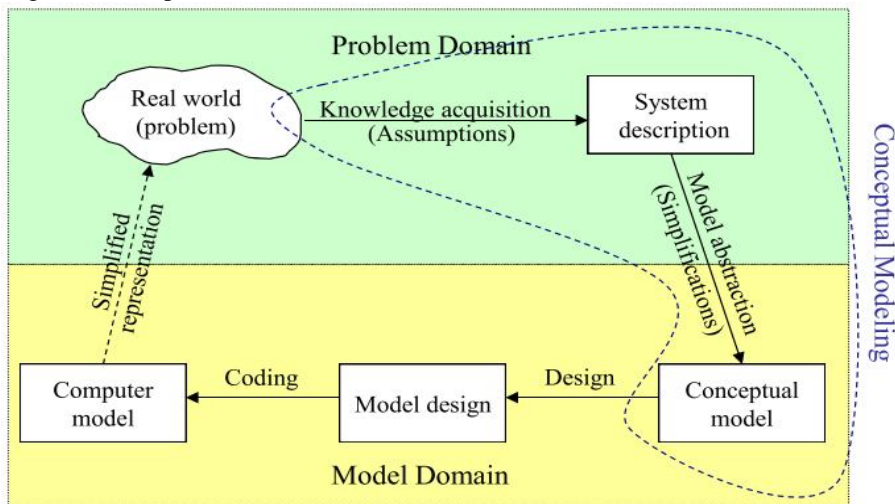 Problem Domain
Real world
(problem)
Knowledge acquisition
(Assumptions)
System
description
Model abstraction
(Simplifications)
Conceptual Modeling
Simplified
representation
Computer
model
Coding
Model design
Design
Conceptual
model
Model Domain